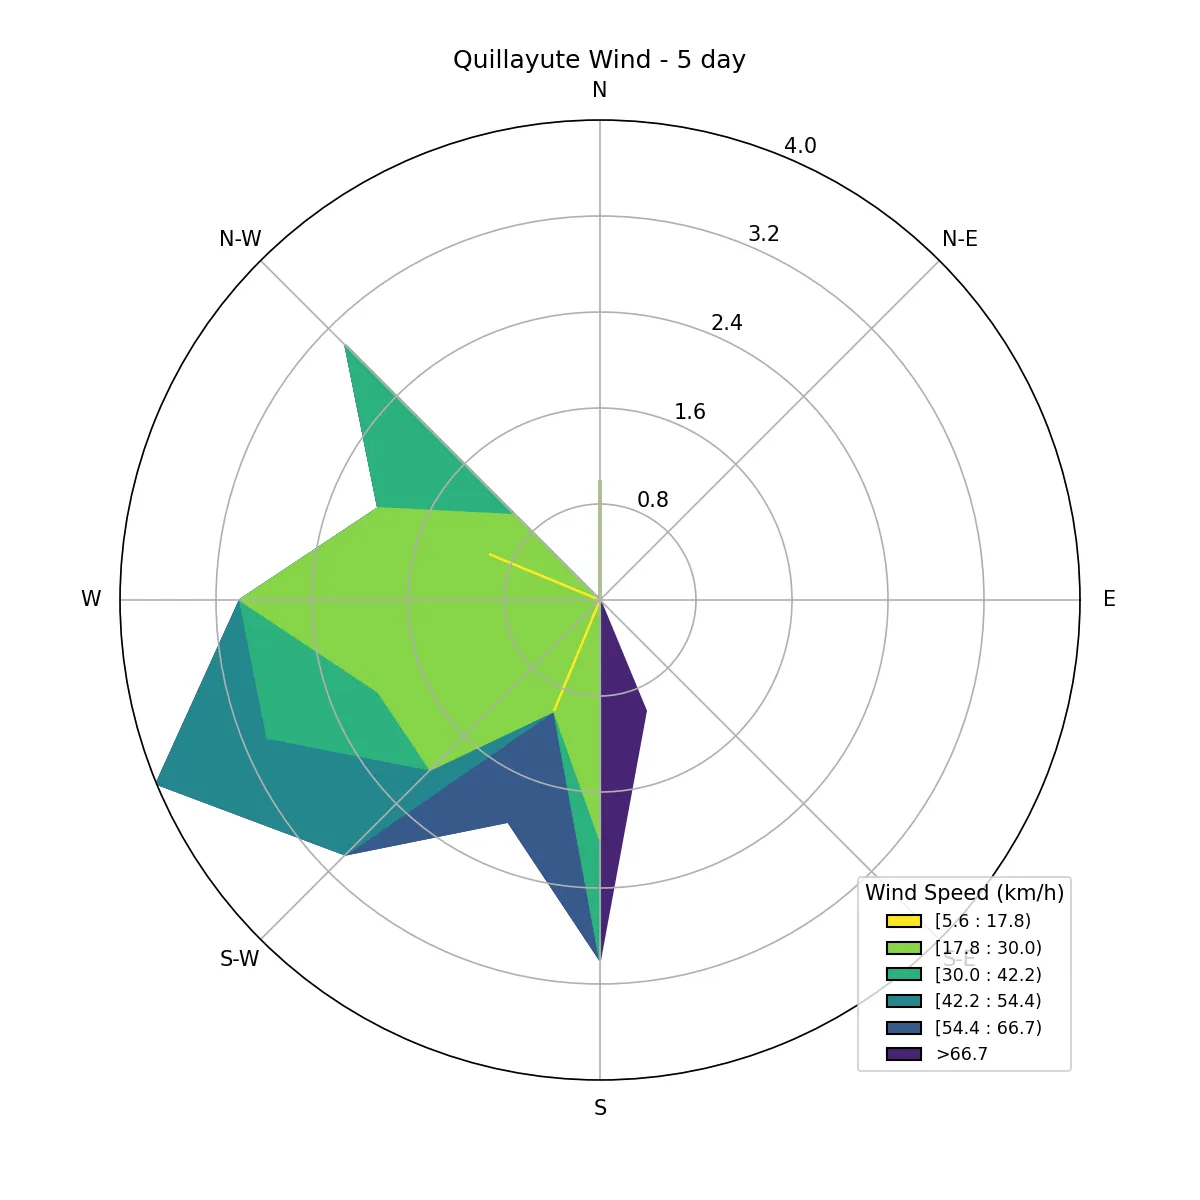 Quillayute Wind - 5 day
N
4.0
N-W
N-E
3.2
2.4
1.6
0.8
W
E
S-W
S-E
S
Wind Speed (km/h)
[5.6 : 17.8)
[17.8 : 30.0)
[30.0 : 42.2)
[42.2 : 54.4)
[54.4 : 66.7)
>66.7